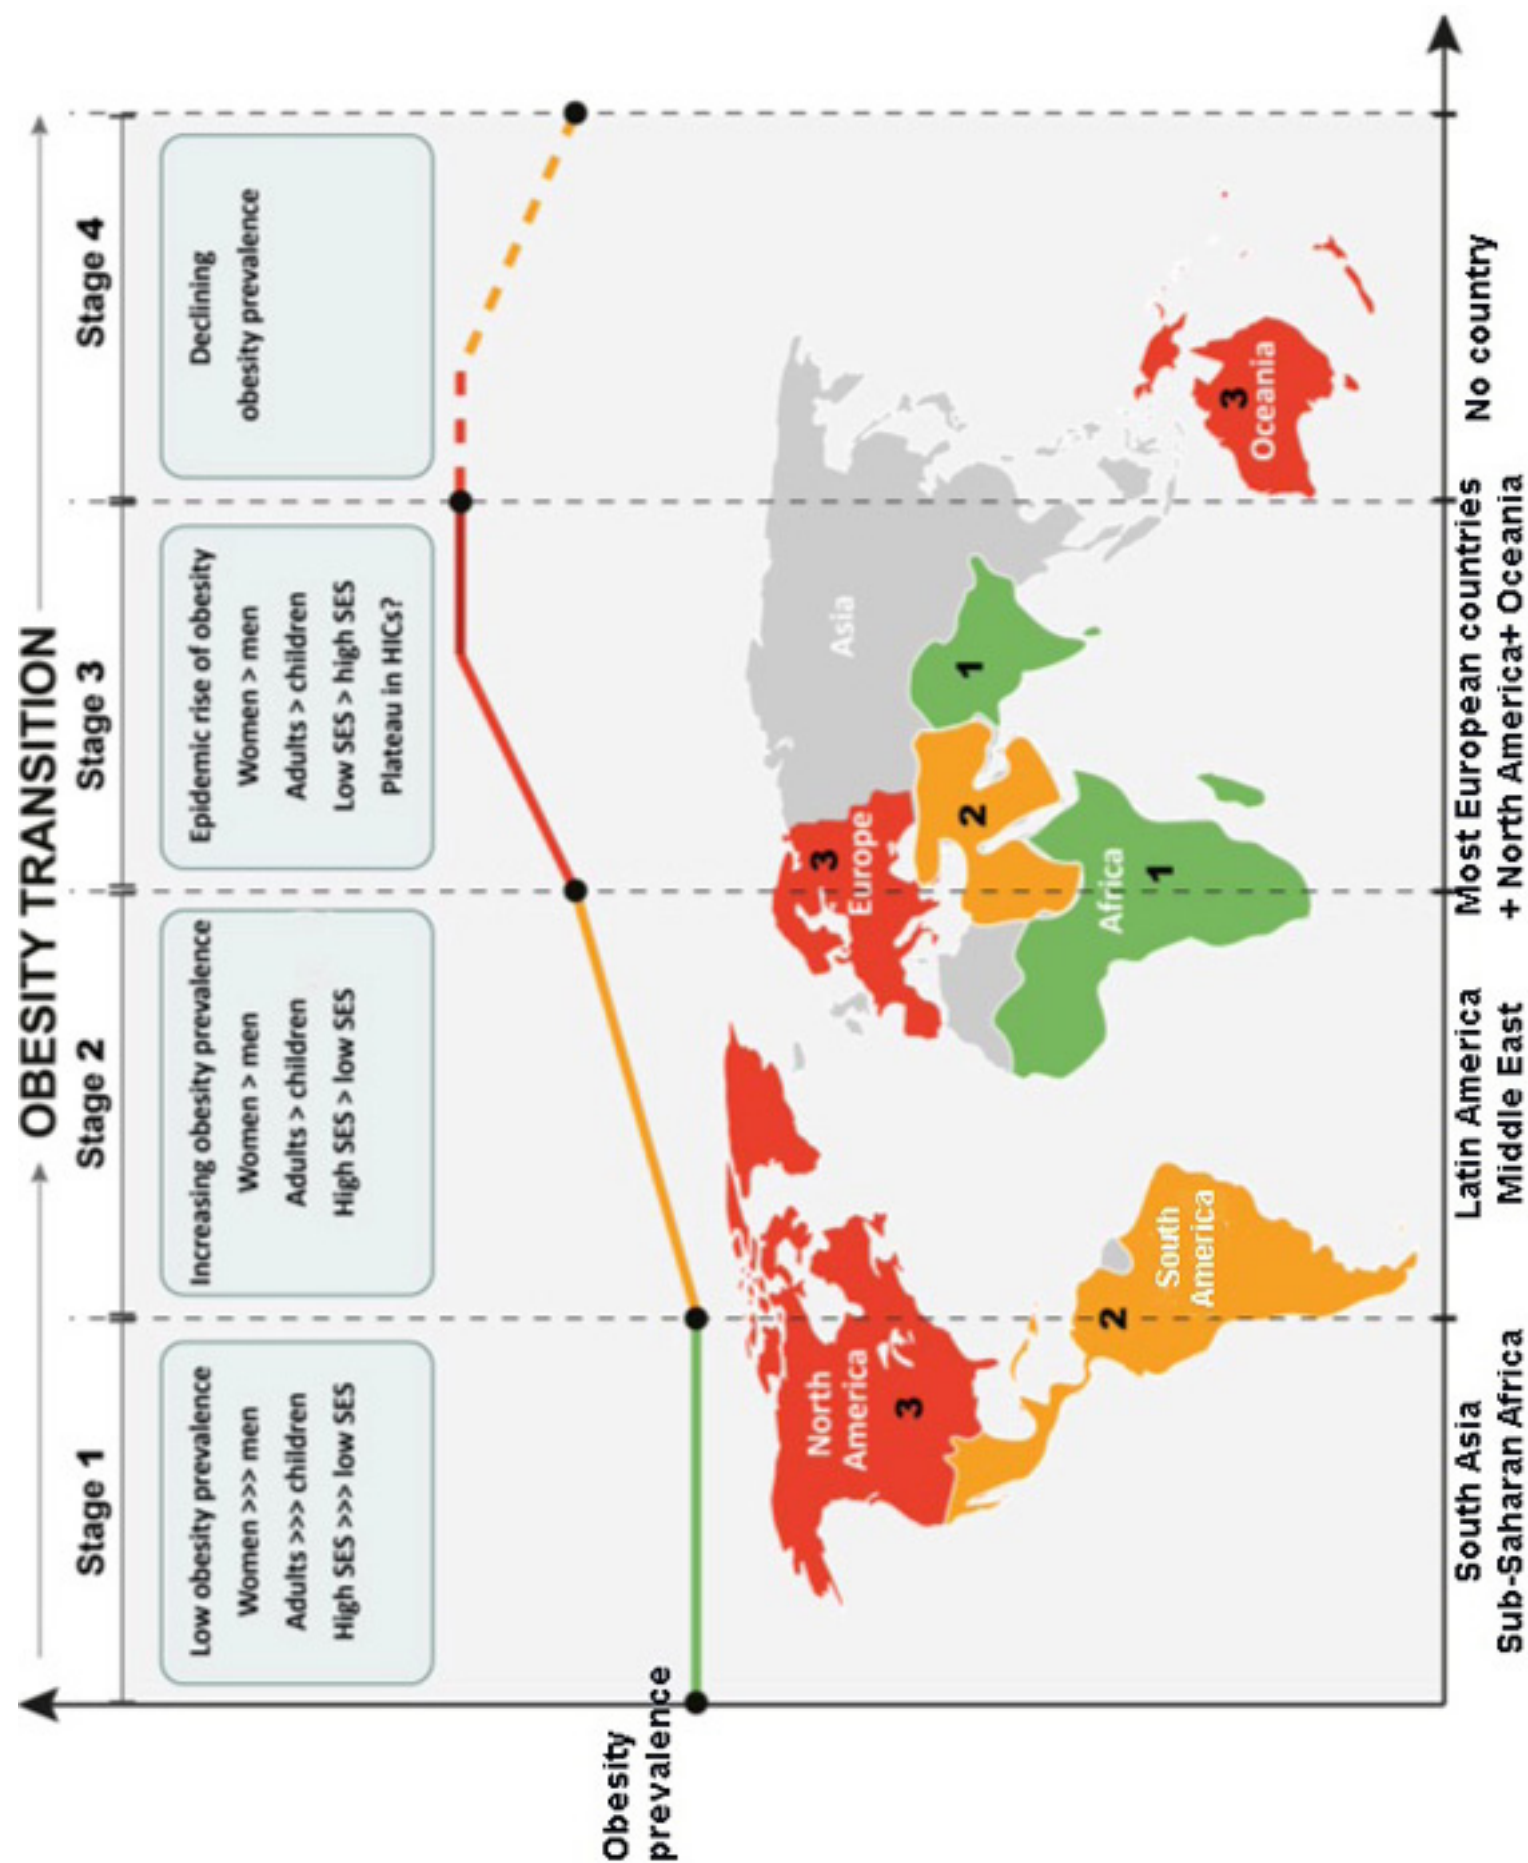 OBESITY TRANSITION
Stage 1
Stage 2
Stage 3
Stage 4
Low obesity prevalence
Women >>> men
Adults >>> children
High SES >>> low SES
Increasing obesity prevalence
Women > men
Adults > children
High SES > low SES
Epidemic rise of obesity
Women > men
Adults > children
Low SES > high SES
Plateau in HICs?
Declining
obesity prevalence
Obesity
prevalence
North
America
3
South
America
2
Europe
3
Africa
1
2
1
Asia
Oceania
3
South Asia
Sub-Saharan Africa
Latin America
Middle East
Most European countries
+ North America+ Oceania
No country